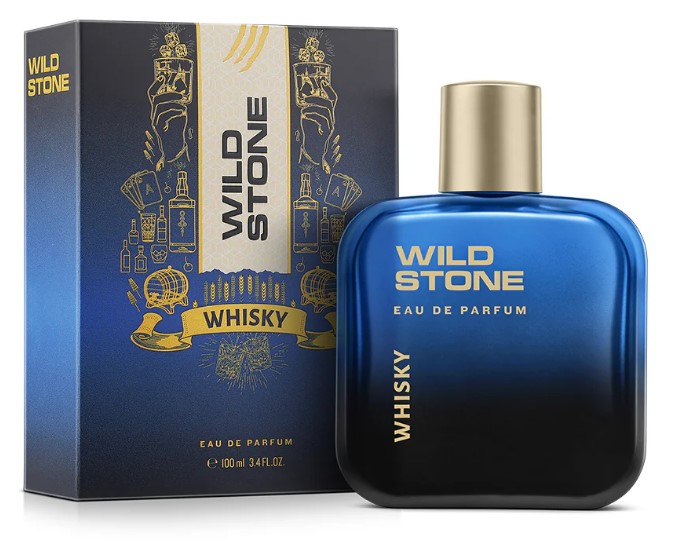 WILD
STONE
WILD
STONE
A
WHISKY
EAU DE PARFUM
℮ 100 ml 3.4 FL.OZ.
WILD
STONE
EAU DE PARFUM
WHISKY